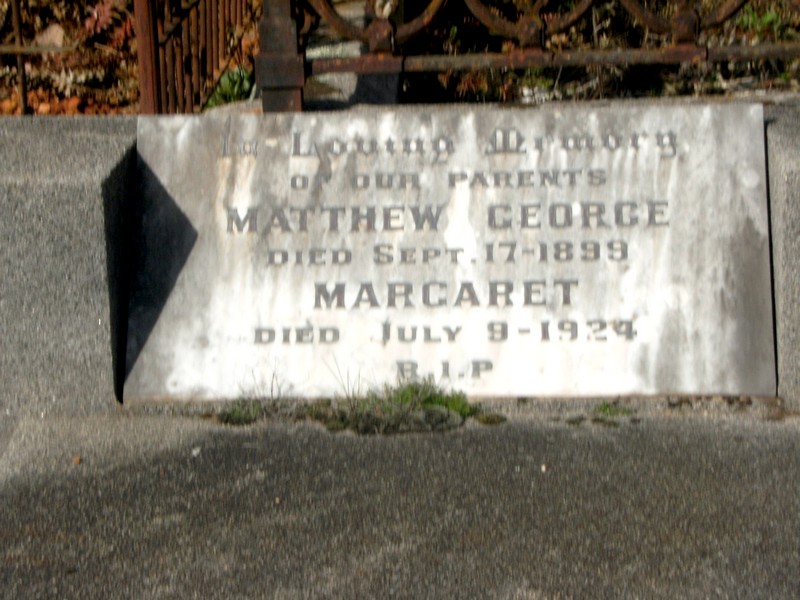 In Loving Memory
OF OUR PARENTS
MATTHEW GEORGE
DIED SEPT. 17-1899
MARGARET
DIED JULY 9-1924
R.I.P